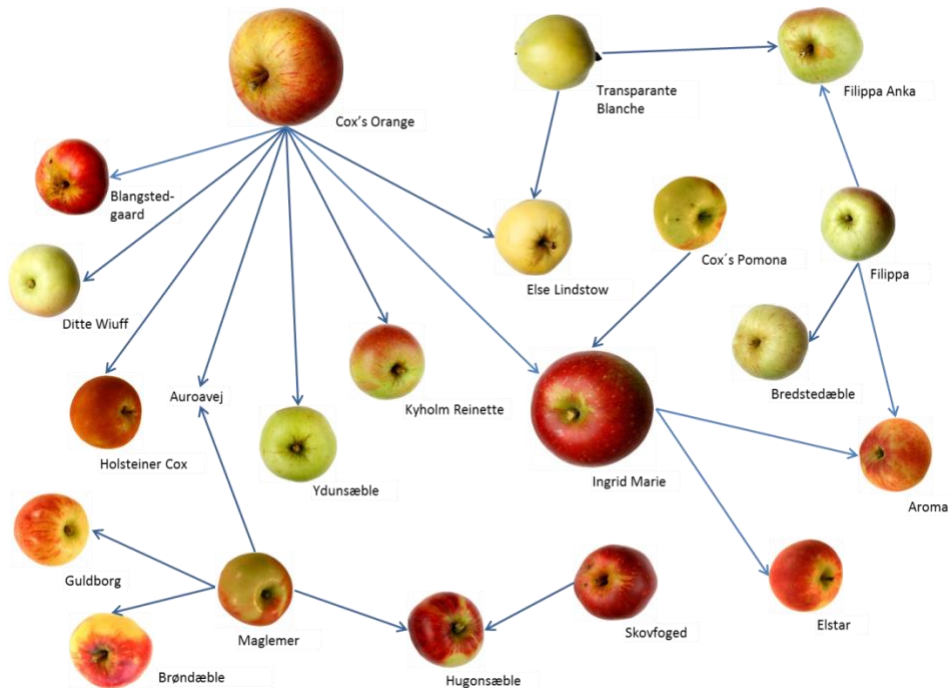 Cox's Orange
Transparante
Blanche
Filippa Anka
Blangsted-
gaard
Cox´s Pomona
Filippa
Else Lindstow
Ditte Wiuff
Auroavej
Kyholm Reinette
Bredstedæble
Holsteiner Cox
Ydunsæble
Ingrid Marie
Aroma
Guldborg
Maglemer
Skovfoged
Elstar
Brøndæble
Hugonsæble